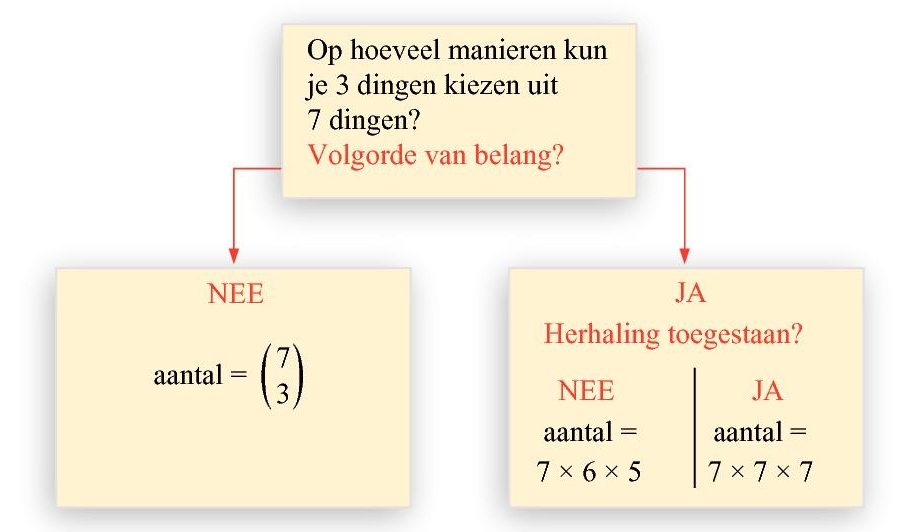 Op hoeveel manieren kun
je 3 dingen kiezen uit
7 dingen?
Volgorde van belang?
NEE
aantal = (7
3)
JA
Herhaling toegestaan?
NEE
aantal =
7 × 6 × 5
JA
aantal =
7 × 7 × 7